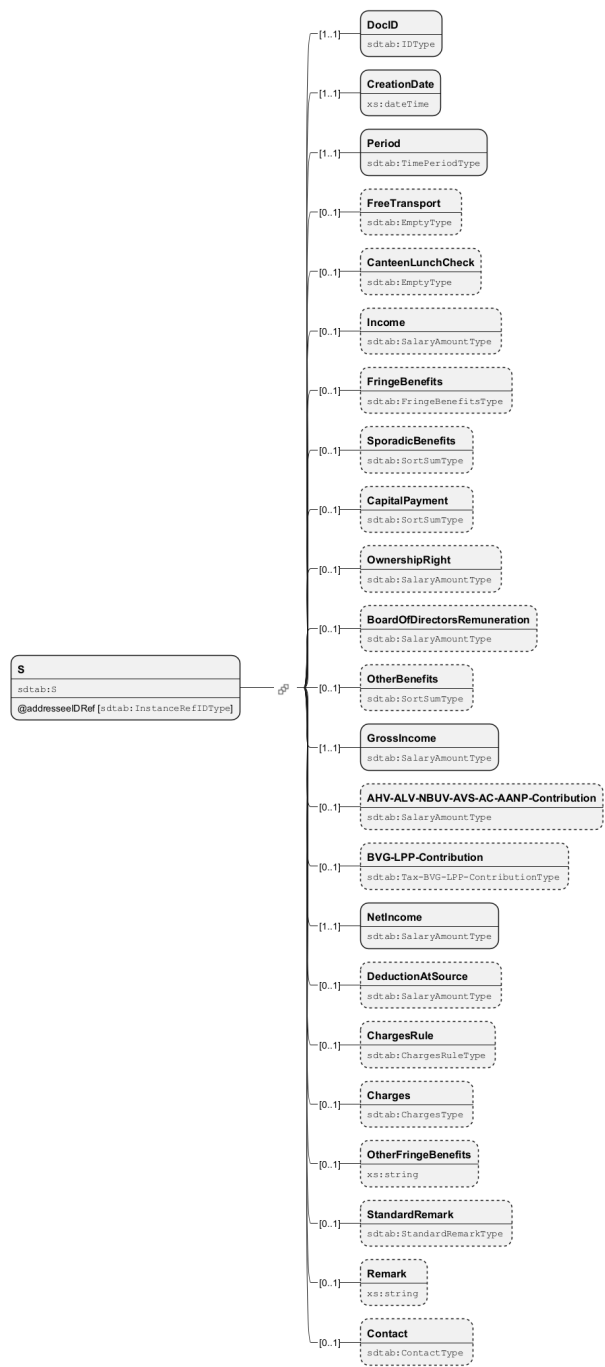 [1..1]
DocID
sdtab:IDType
[1..1]
CreationDate
xs:dateTime
[1..1]
Period
sdtab:TimePeriodType
[0..1]
FreeTransport
sdtab:EmptyType
[0..1]
CanteenLunchCheck
sdtab:EmptyType
[0..1]
Income
sdtab:SalaryAmountType
[0..1]
FringeBenefits
sdtab:FringeBenefitsType
[0..1]
SporadicBenefits
sdtab:SortSumType
[0..1]
CapitalPayment
sdtab:SortSumType
[0..1]
OwnershipRight
sdtab:SalaryAmountType
[0..1]
BoardOfDirectorsRemuneration
sdtab:SalaryAmountType
S
sdtab:S
@addresseeIDRef [sdtab:InstanceRefIDType]
[0..1]
OtherBenefits
sdtab:SortSumType
[1..1]
GrossIncome
sdtab:SalaryAmountType
[0..1]
AHV-ALV-NBUV-AVS-AC-AANP-Contribution
sdtab:SalaryAmountType
[0..1]
BVG-LPP-Contribution
sdtab:Tax-BVG-LPP-ContributionType
[1..1]
NetIncome
sdtab:SalaryAmountType
[0..1]
DeductionAtSource
sdtab:SalaryAmountType
[0..1]
ChargesRule
sdtab:ChargesRuleType
[0..1]
Charges
sdtab:ChargesType
[0..1]
OtherFringeBenefits
xs:string
[0..1]
StandardRemark
sdtab:StandardRemarkType
[0..1]
Remark
xs:string
[0..1]
Contact
sdtab:ContactType